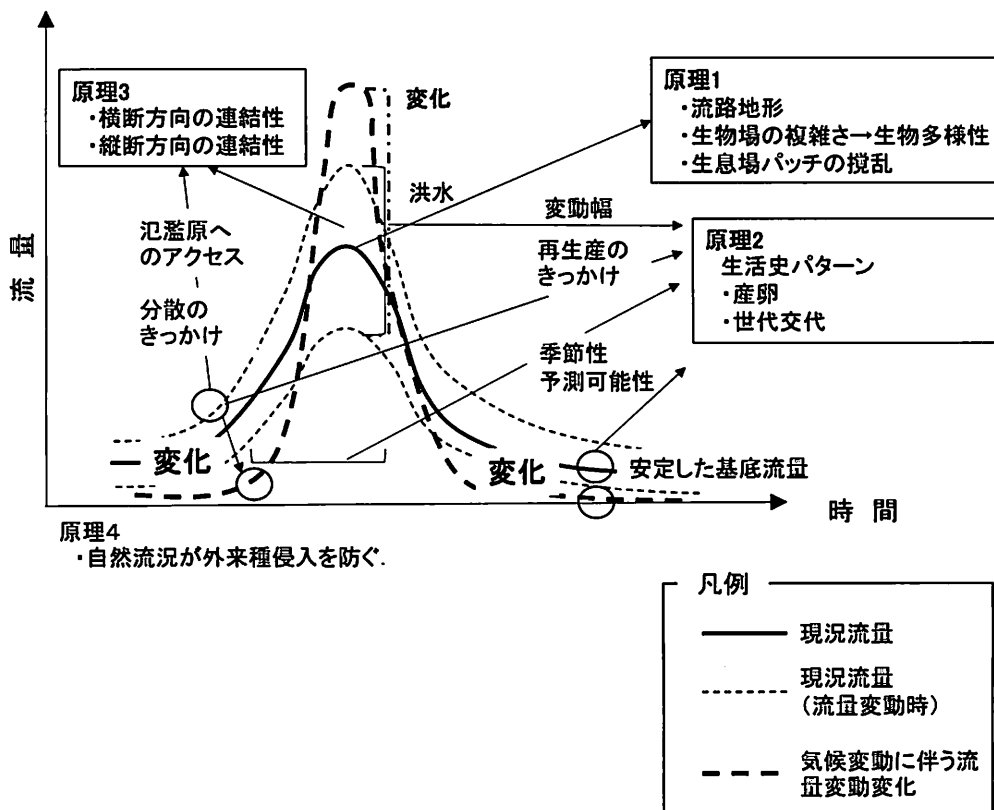 原理3
・横断方向の連結性
・縦断方向の連結性
変化
原理1
・流路地形
・生物場の複雑さ→生物多様性
・生息場パッチの撹乱
洪水
変動幅
氾濫原へ
のアクセス
再生産の
きっかけ
原理2
生活史パターン
・産卵
・世代交代
流量
分散の
きっかけ
季節性
予測可能性
変化
変化
安定した基底流量
時間
原理4
・自然流況が外来種侵入を防ぐ.
凡例
現況流量
現況流量
(流量変動時)
気候変動に伴う流
量変動変化